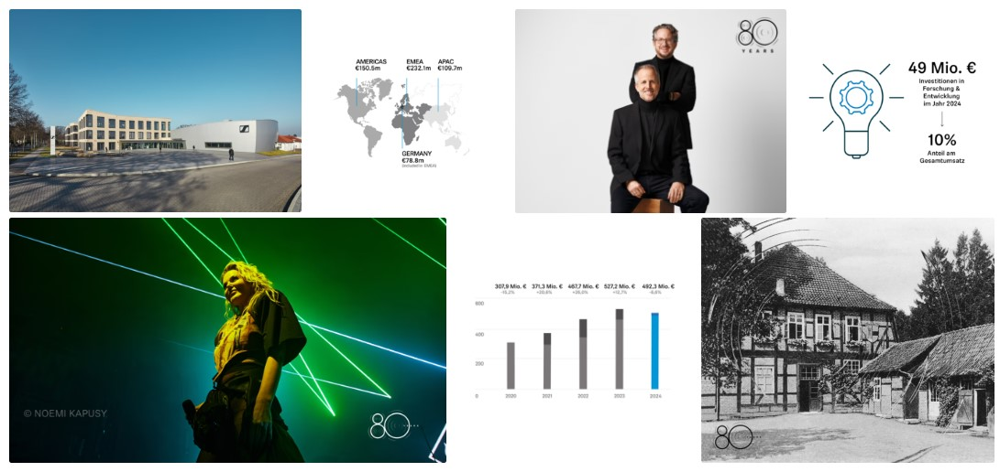 AMERICAS
€150.5m
EMEA
€232.1m
APAC
€109.7m
GERMANY
€78.8m
(included in EMEA)
80
YEARS
49 Mio. €
Investitionen in
Forschung &
Entwicklung
im Jahr 2024
10%
Anteil am
Gesamtumsatz
© NOEMI KAPUSY
80
307,9 Mio. € 371,3 Mio. € 467,7 Mio. € 527,2 Mio. € 492,3 Mio. €
+20,6% +26,0% +12,7% -6,6%
600
400
200
0
2020 2021 2022 2023 2024
80